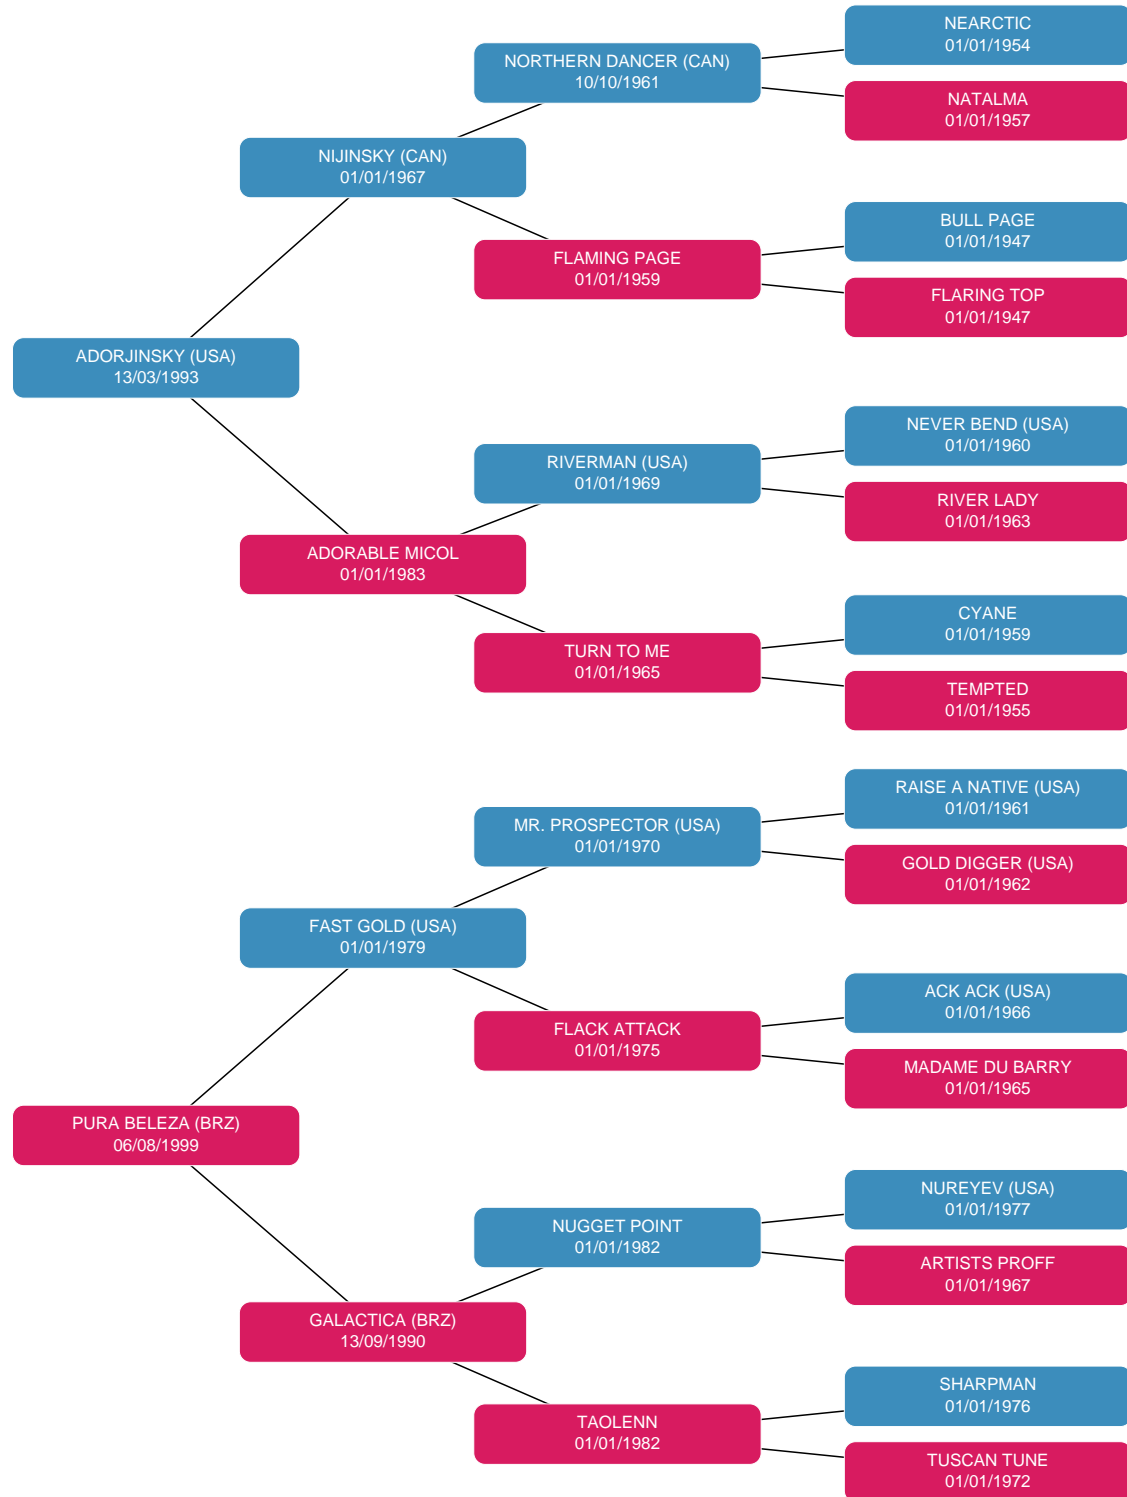 NEARCTIC
01/01/1954
NORTHERN DANCER (CAN)
10/10/1961
NATALMA
01/01/1957
NIJINSKY (CAN)
01/01/1967
BULL PAGE
01/01/1947
FLAMING PAGE
01/01/1959
FLARING TOP
01/01/1947
ADORJINSKY (USA)
13/03/1993
NEVER BEND (USA)
01/01/1960
RIVERMAN (USA)
01/01/1969
RIVER LADY
01/01/1963
ADORABLE MICOL
01/01/1983
CYANE
01/01/1959
TURN TO ME
01/01/1965
TEMPTED
01/01/1955
RAISE A NATIVE (USA)
01/01/1961
MR. PROSPECTOR (USA)
01/01/1970
GOLD DIGGER (USA)
01/01/1962
FAST GOLD (USA)
01/01/1979
ACK ACK (USA)
01/01/1966
FLACK ATTACK
01/01/1975
MADAME DU BARRY
01/01/1965
PURA BELEZA (BRZ)
06/08/1999
NUREYEV (USA)
01/01/1977
NUGGET POINT
01/01/1982
ARTISTS PROFF
01/01/1967
GALACTICA (BRZ)
13/09/1990
SHARPMAN
01/01/1976
TAOLENN
01/01/1982
TUSCAN TUNE
01/01/1972